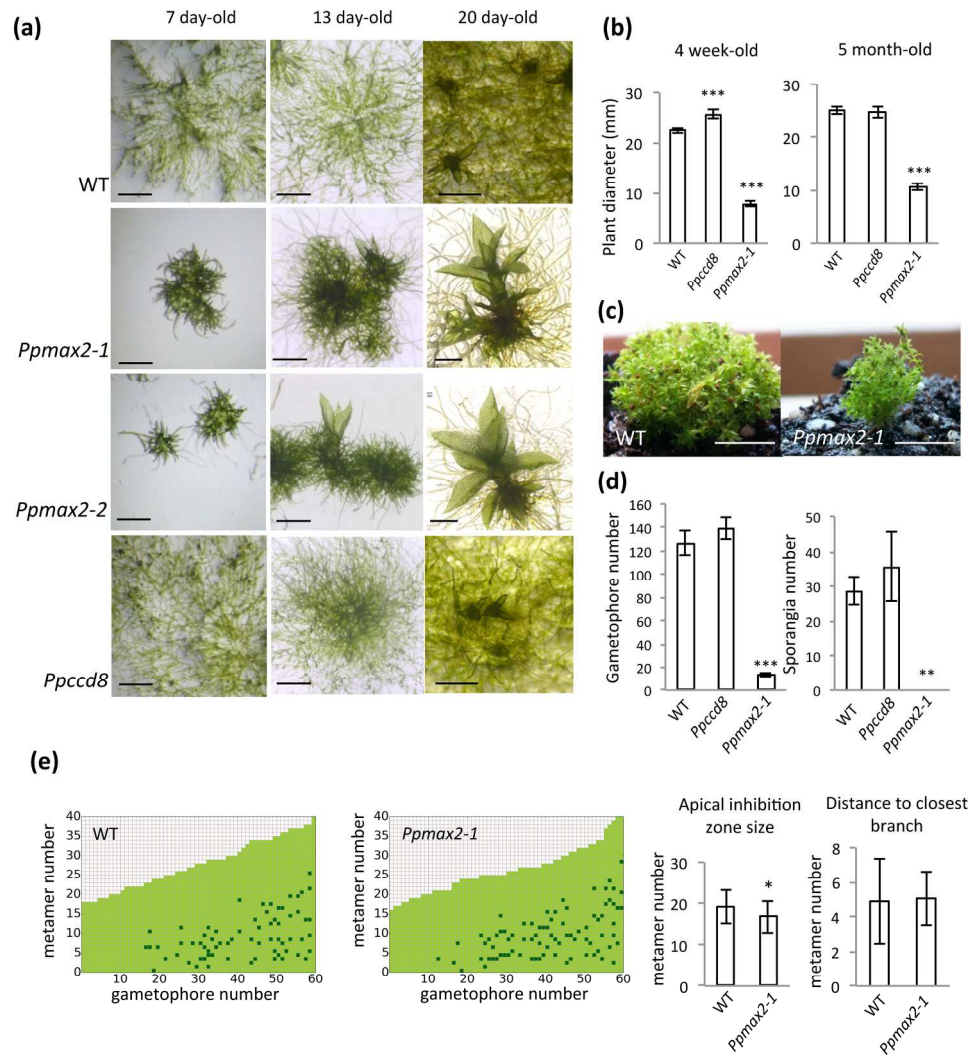 (a)
7 day-old
13 day-old
20 day-old
WT
Ppmax2-1
Ppmax2-2
Ppccd8
(b)
4 week-old
5 month-old
Plant diameter (mm)
30
20
10
0
***
***
WT
Ppccd8
Ppmax2-1
30
20
10
0
***
WT
Ppccd8
Ppmax2-1
(c)
WT
Ppmax2-1
(d)
Gametophore number
160
140
120
100
80
60
40
20
0
***
WT
Ppccd8
Ppmax2-1
Sporangia number
50
40
30
20
10
0
**
WT
Ppccd8
Ppmax2-1
(e)
metamer number
40
35
30
25
20
15
10
5
0
WT
10 20 30 40 50 60
gametophore number
metamer number
40
35
30
25
20
15
10
5
0
Ppmax2-1
10 20 30 40 50 60
gametophore number
Apical inhibition
zone size
metamer number
30
20
10
0
*
WT
Ppmax2-1
Distance to closest
branch
metamer number
8
6
4
2
0
WT
Ppmax2-1